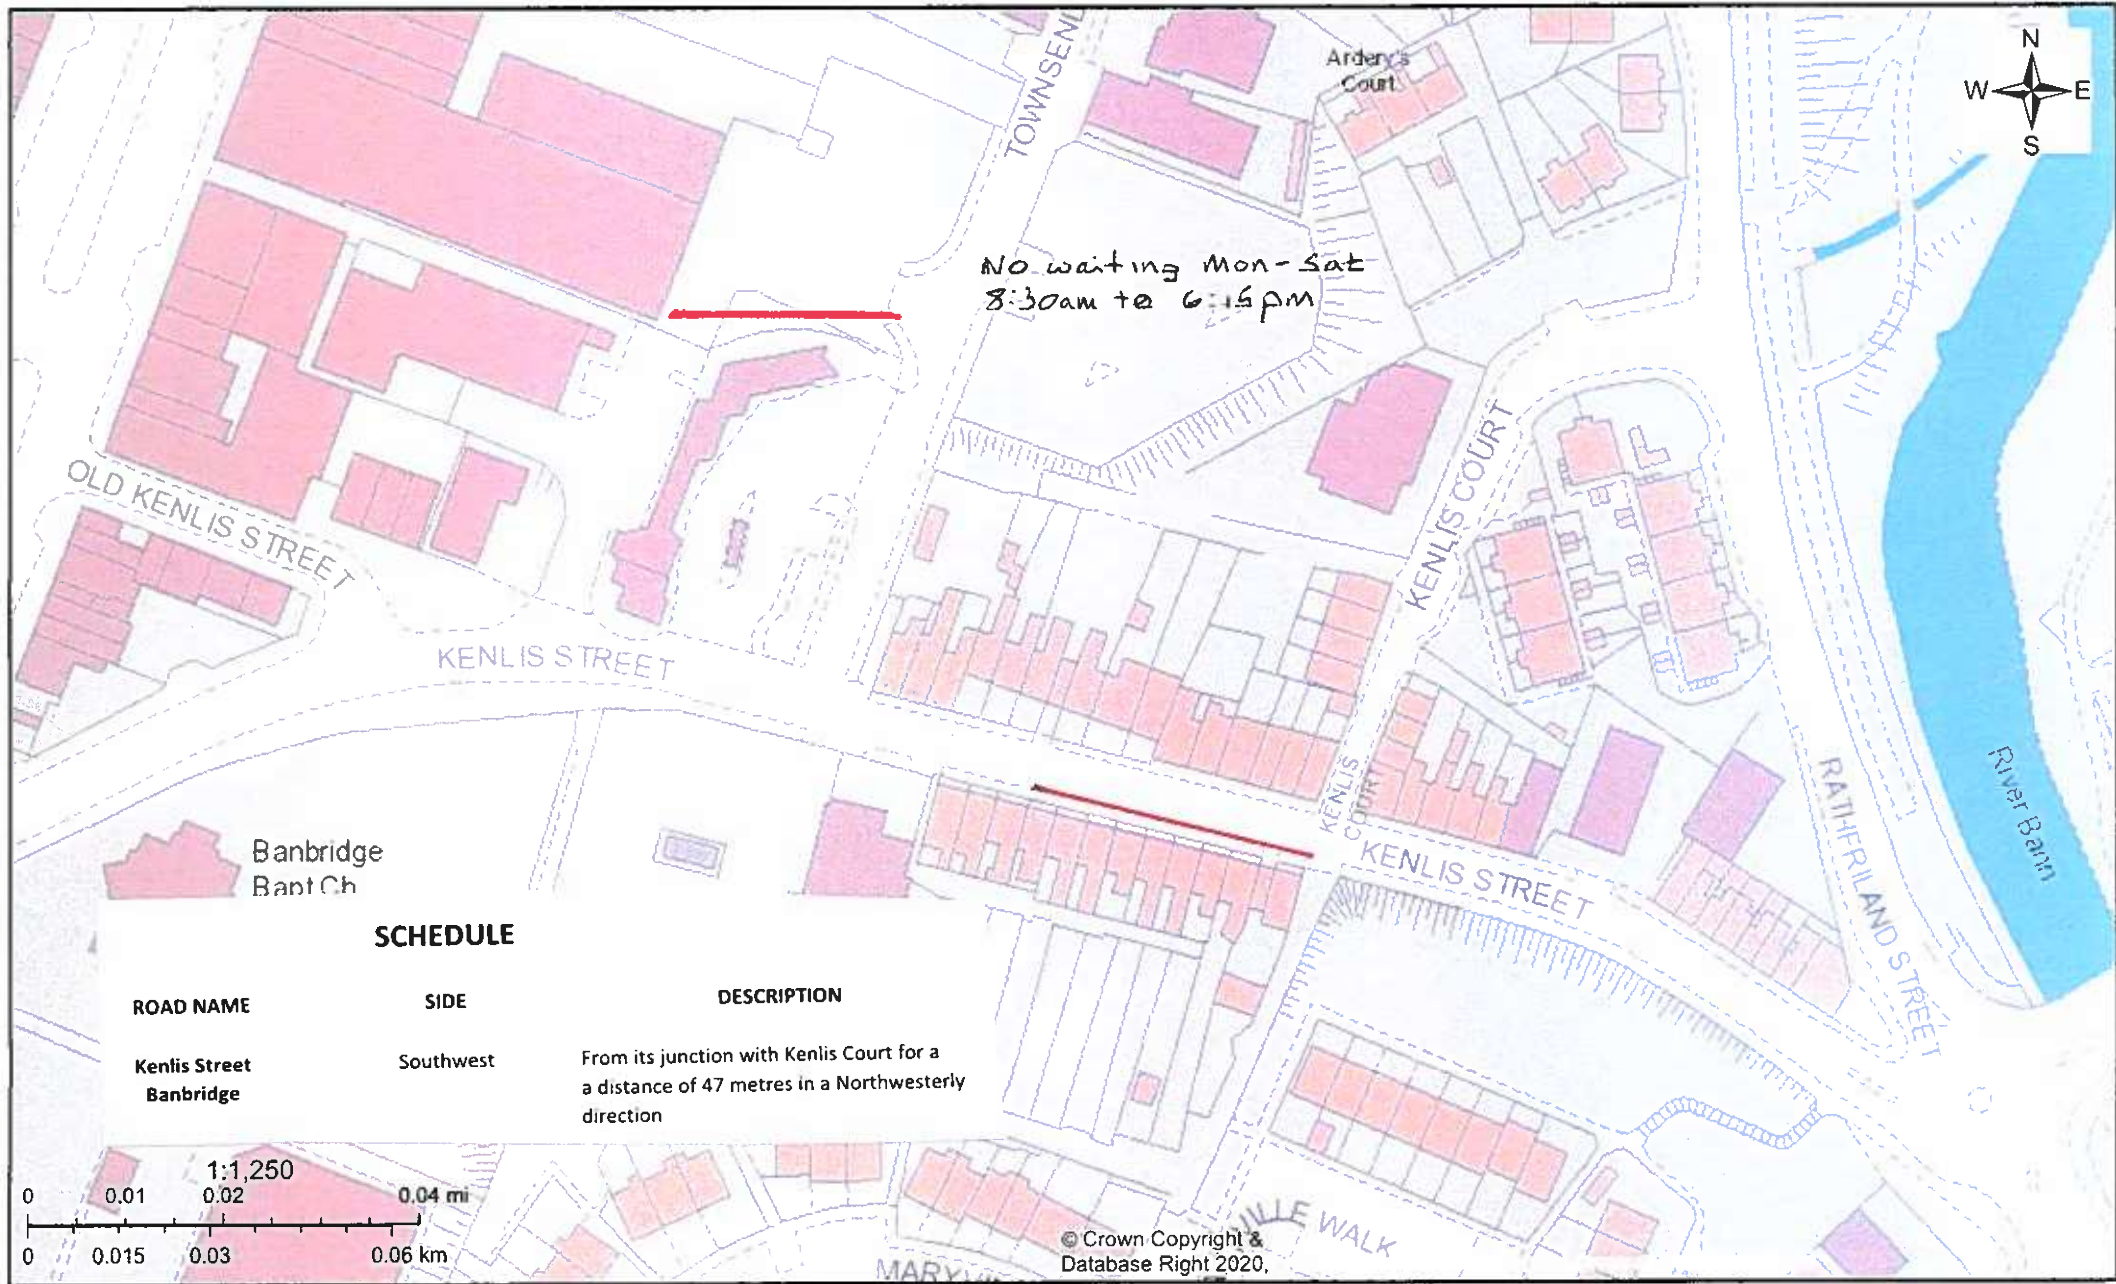 TOWNSEND
Ardery's
Court
N
W E
S
No waiting Mon-Sat
8:30am to 6:15pm
OLD KENLIS STREET
KENLIS COURT
KENLIS STREET
KENLIS
COURT
KENLIS STREET
RATHFRILAND STREET
River Bann
Banbridge
Bapt Ch
SCHEDULE
ROAD NAME SIDE DESCRIPTION
Kenlis Street Southwest From its junction with Kenlis Court for a
Banbridge a distance of 47 metres in a Northwesterly
direction
1:1,250
0 0.01 0.02 0.04 mi
0 0.015 0.03 0.06 km
VILLE WALK
© Crown Copyright &
Database Right 2020,